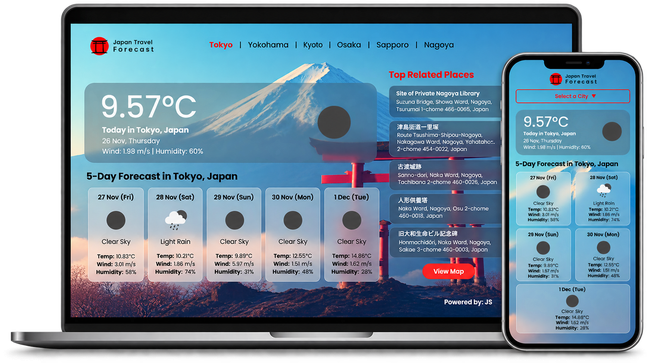 Japan Travel
Forecast
Tokyo | Yokohama | Kyoto | Osaka | Sapporo | Nagoya
9.57°C
Today in Tokyo, Japan
26 Nov, Thursday
Wind: 1.98 m/s | Humidity: 60%
5-Day Forecast in Tokyo, Japan
27 Nov (Fri)
Clear Sky
Temp: 10.83°C
Wind: 3.01 m/s
Humidity: 58%
28 Nov (Sat)
Light Rain
Temp: 10.21°C
Wind: 1.86 m/s
Humidity: 74%
29 Nov (Sun)
Clear Sky
Temp: 9.89°C
Wind: 5.97 m/s
Humidity: 31%
30 Nov (Mon)
Clear Sky
Temp: 12.55°C
Wind: 1.51 m/s
Humidity: 48%
1 Dec (Tue)
Clear Sky
Temp: 14.86°C
Wind: 1.62 m/s
Humidity: 28%
Top Related Places
Site of Private Nagoya Library
Suzuna Bridge, Showa Ward, Nagoya,
Tsurumai 1-chome 466-0065, Japan
津島街道一里塚
Route Tsushima-Shipou-Nagoya,
Nakagawa Ward, Nagoya,
2-chome 454-0022, Japan
古渡城跡
Sanno-dori, Naka Ward, Nagoya,
Tachibana 2-chome 460-0026, Japan
人形供養塔
Naka Ward, Nagoya, Osu 2-chome
460-0018, Japan
旧大和生命ビル記念碑
Honmachidōri, Naka Ward, Nagoya,
Sakae 3-chome 460-0003, Japan
View Map
Powered by: JS
Japan Travel
Forecast
Select a City ▼
9.57°C
Today in Tokyo, Japan
26 Nov, Thursday
Wind: 1.98 m/s | Humidity: 60%
5-Day Forecast in Tokyo, Japan
27 Nov (Fri)
Clear Sky
Temp: 10.83°C
Wind: 3.01 m/s
Humidity: 58%
28 Nov (Sat)
Light Rain
Temp: 10.21°C
Wind: 1.86 m/s
Humidity: 74%
29 Nov (Sun)
Clear Sky
Temp: 9.89°C
Wind: 5.97 m/s
Humidity: 31%
30 Nov (Mon)
Clear Sky
Temp: 12.55°C
Wind: 1.51 m/s
Humidity: 48%
1 Dec (Tue)
Clear Sky
Temp: 14.86°C
Wind: 1.62 m/s
Humidity: 28%